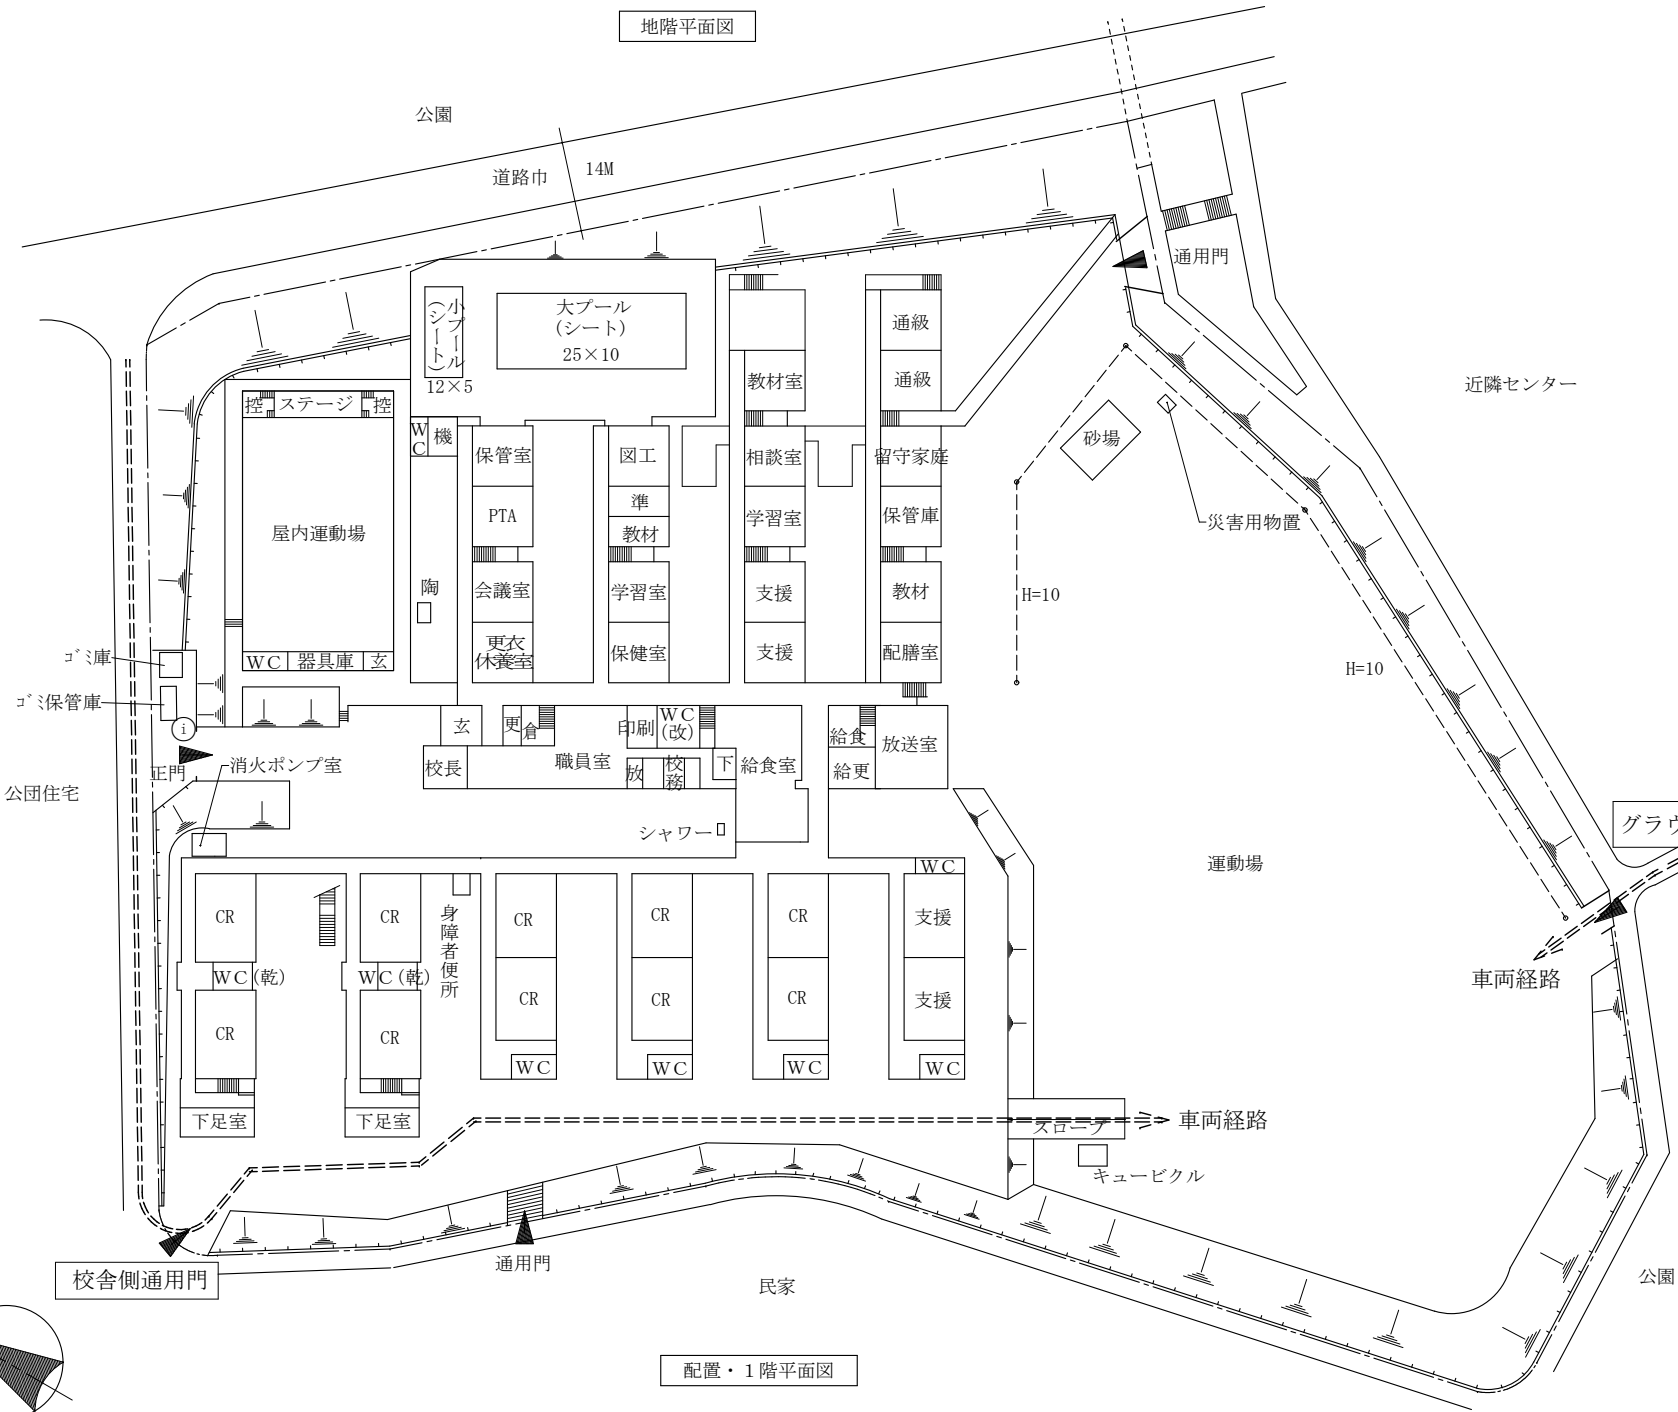 地階平面図
公園
道路巾
14M
通用門
小プール
(シート)
12×5
大プール
(シート)
25×10
通級
通級
教材室
近隣センター
控
ステージ
控
WC
機
保管室
図工
相談室
留守家庭
砂場
災害用物置
PTA
準
教材
学習室
保管庫
屋内運動場
陶
会議室
学習室
支援
教材
H=10
更衣
休養室
保健室
支援
配膳室
H=10
ゴミ庫
WC
器具庫
玄
ゴミ保管庫
i
玄
更
倉
印刷
WC
(改)
給食
放送室
正門
消火ポンプ室
校長
職員室
放
校務
下
給食室
給更
公団住宅
シャワー
グラウ
運動場
WC
CR
CR
身障者便所
CR
CR
CR
支援
WC(乾)
WC(乾)
車両経路
CR
CR
CR
CR
CR
支援
WC
WC
WC
WC
下足室
下足室
車両経路
スロープ
キュービクル
通用門
校舎側通用門
民家
公園
配置・1階平面図